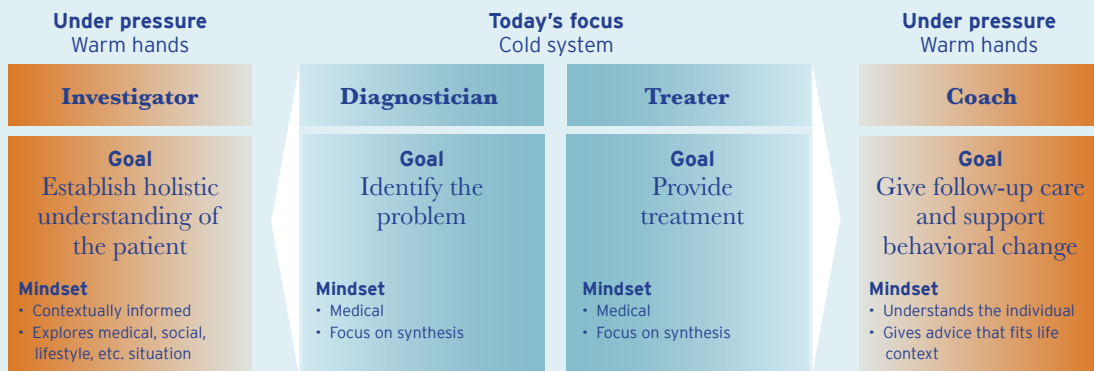 Under pressure
Warm hands
Today's focus
Cold system
Under pressure
Warm hands
Investigator
Goal
Establish holistic
understanding of
the patient
Mindset
• Contextually informed
• Explores medical, social,
lifestyle, etc. situation
Diagnostician
Goal
Identify the
problem
Mindset
• Medical
• Focus on synthesis
Treater
Goal
Provide
treatment
Mindset
• Medical
• Focus on synthesis
Coach
Goal
Give follow-up care
and support
behavioral change
Mindset
• Understands the individual
• Gives advice that fits life
context